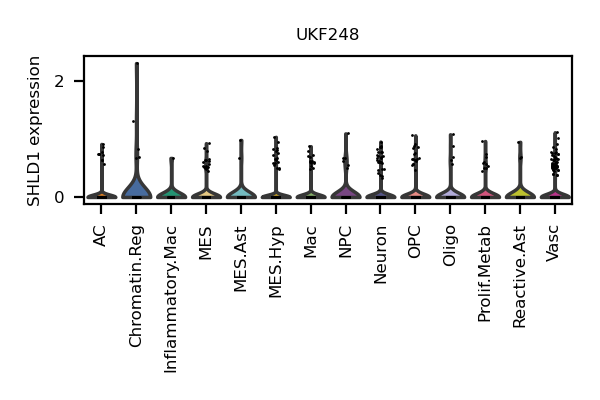 UKF248
SHLD1 expression
2
0
AC
Chromatin.Reg
Inflammatory.Mac
MES
MES.Ast
MES.Hyp
Mac
NPC
Neuron
OPC
Oligo
Prolif.Metab
Reactive.Ast
Vasc